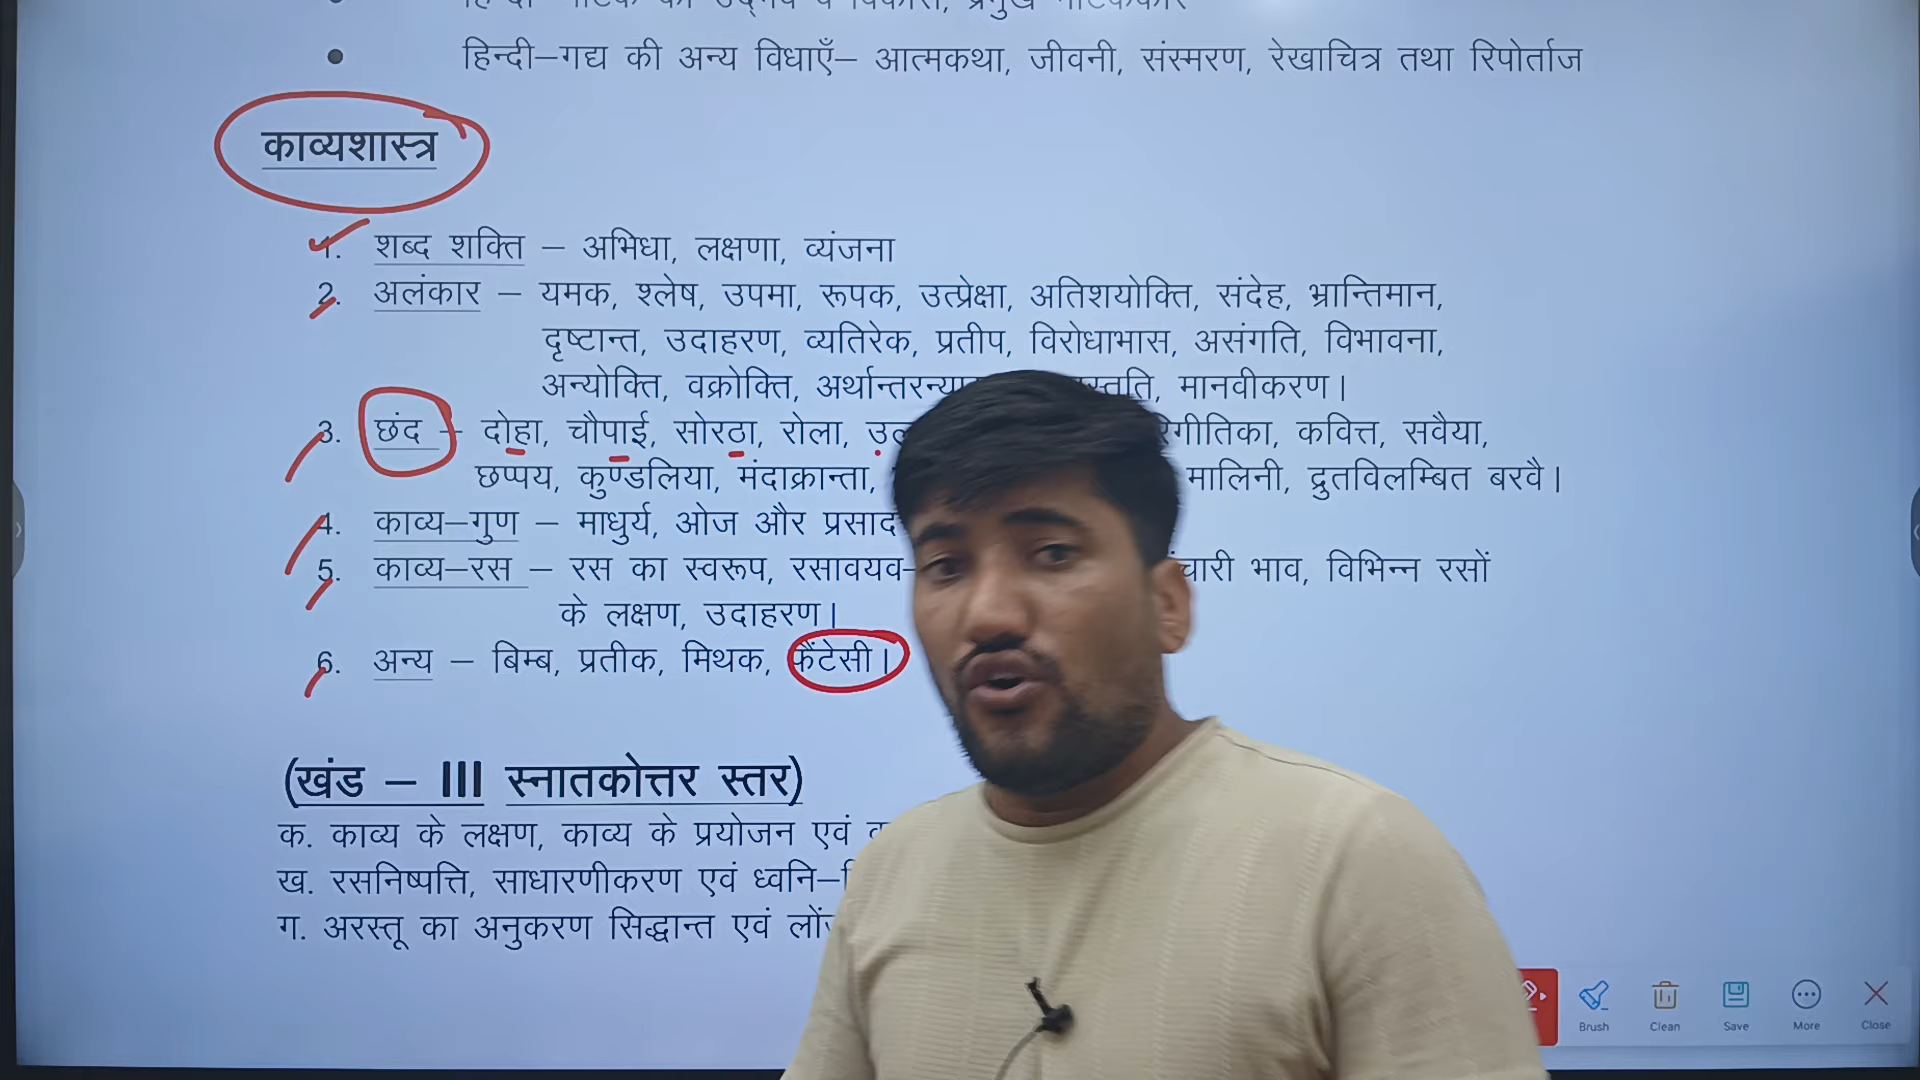 हिन्दी–गद्य की अन्य विधाएँ– आत्मकथा, जीवनी, संस्मरण, रेखाचित्र तथा रिपोर्ताज
काव्यशास्त्र
1. शब्द शक्ति – अभिधा, लक्षणा, व्यंजना
2. अलंकार – यमक, श्लेष, उपमा, रूपक, उत्प्रेक्षा, अतिशयोक्ति, संदेह, भ्रान्तिमान,
दृष्टान्त, उदाहरण, व्यतिरेक, प्रतीप, विरोधाभास, असंगति, विभावना,
अन्योक्ति, वक्रोक्ति, मानवीकरण।
3. छंद – दोहा, चौपाई, सोरठा, रोला, कवित्त, सवैया,
छप्पय, कुण्डलिया, मंदाक्रान्ता, मालिनी, द्रुतविलम्बित बरवै।
4. काव्य–गुण – माधुर्य, ओज और प्रसाद
5. काव्य–रस – रस का स्वरूप, रसावयव– भाव, विभिन्न रसों
के लक्षण, उदाहरण।
6. अन्य – बिम्ब, प्रतीक, मिथक, फैंटेसी।
(खंड – III स्नातकोत्तर स्तर)
क. काव्य के लक्षण, काव्य के प्रयोजन एवं
ख. रसनिष्पत्ति, साधारणीकरण एवं ध्वनि–
ग. अरस्तू का अनुकरण सिद्धान्त एवं
Brush Clean Save More Close